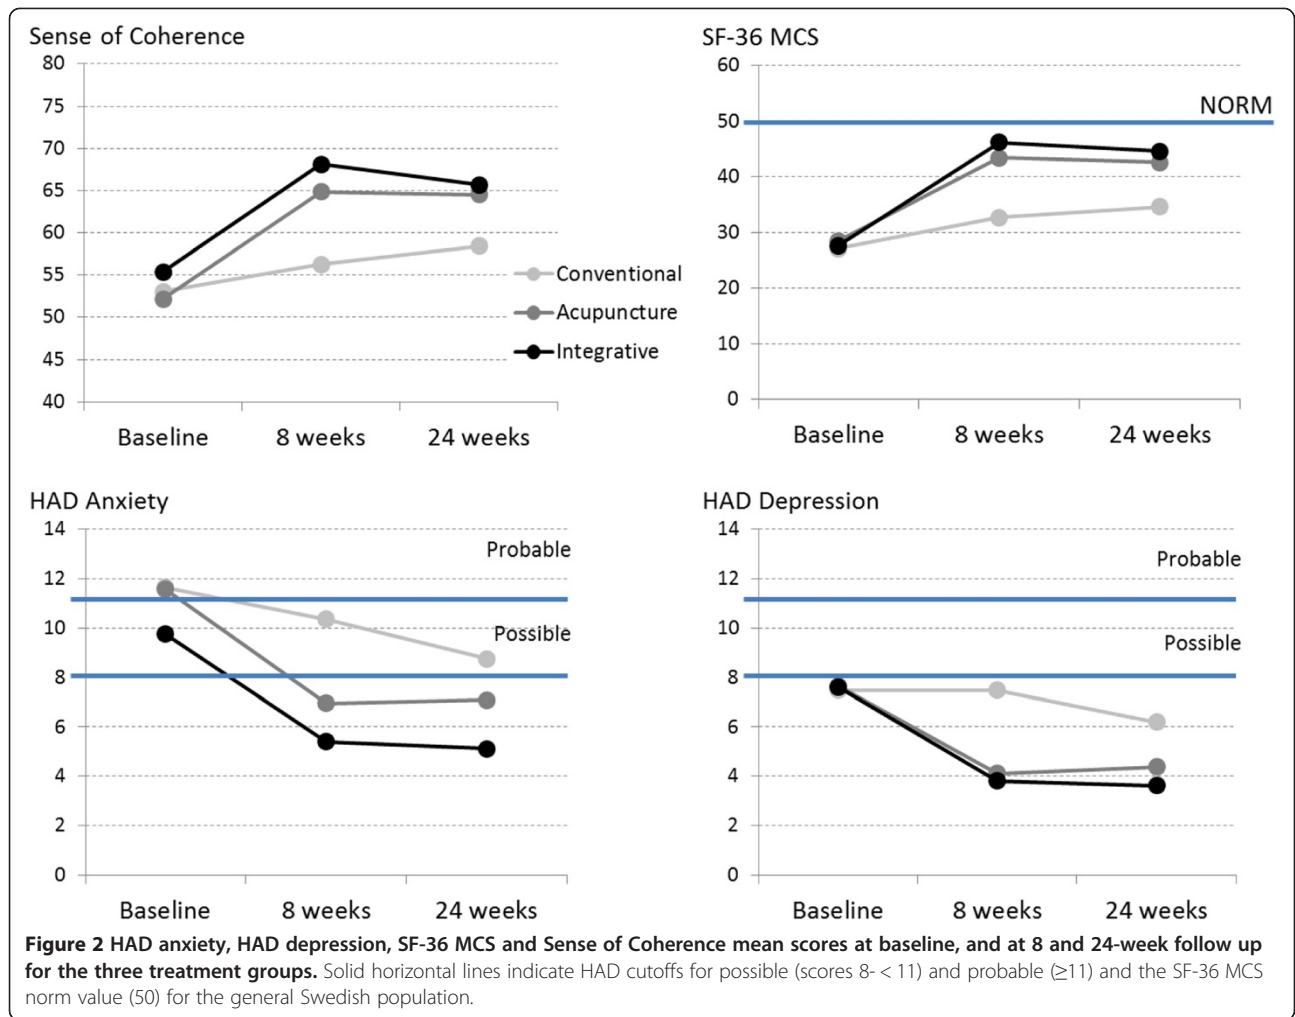 Sense of Coherence
80
75
70
65
60
55
50
45
40
Baseline
8 weeks
24 weeks
Conventional
Acupuncture
Integrative
SF-36 MCS
60
50
40
30
20
10
0
NORM
Baseline
8 weeks
24 weeks
HAD Anxiety
14
12
10
8
6
4
2
0
Probable
Possible
Baseline
8 weeks
24 weeks
HAD Depression
14
12
10
8
6
4
2
0
Probable
Possible
Baseline
8 weeks
24 weeks
Figure 2 HAD anxiety, HAD depression, SF-36 MCS and Sense of Coherence mean scores at baseline, and at 8 and 24-week follow up
for the three treatment groups. Solid horizontal lines indicate HAD cutoffs for possible (scores 8- < 11) and probable (≥11) and the SF-36 MCS
norm value (50) for the general Swedish population.